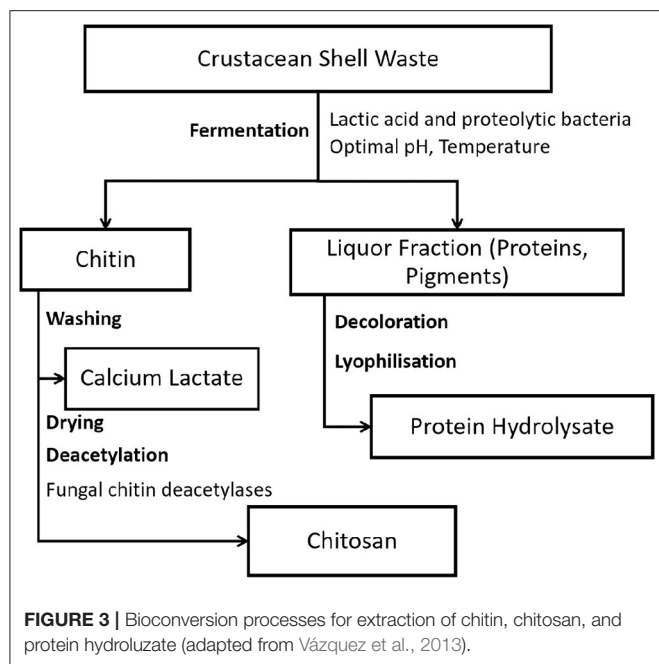 Crustacean Shell Waste
Fermentation
Lactic acid and proteolytic bacteria
Optimal pH, Temperature
Chitin
Liquor Fraction (Proteins,
Pigments)
Washing
Decoloration
Lyophilisation
Calcium Lactate
Protein Hydrolysate
Drying
Deacetylation
Fungal chitin deacetylases
Chitosan
FIGURE 3 | Bioconversion processes for extraction of chitin, chitosan, and
protein hydroluzate (adapted from Vázquez et al., 2013).